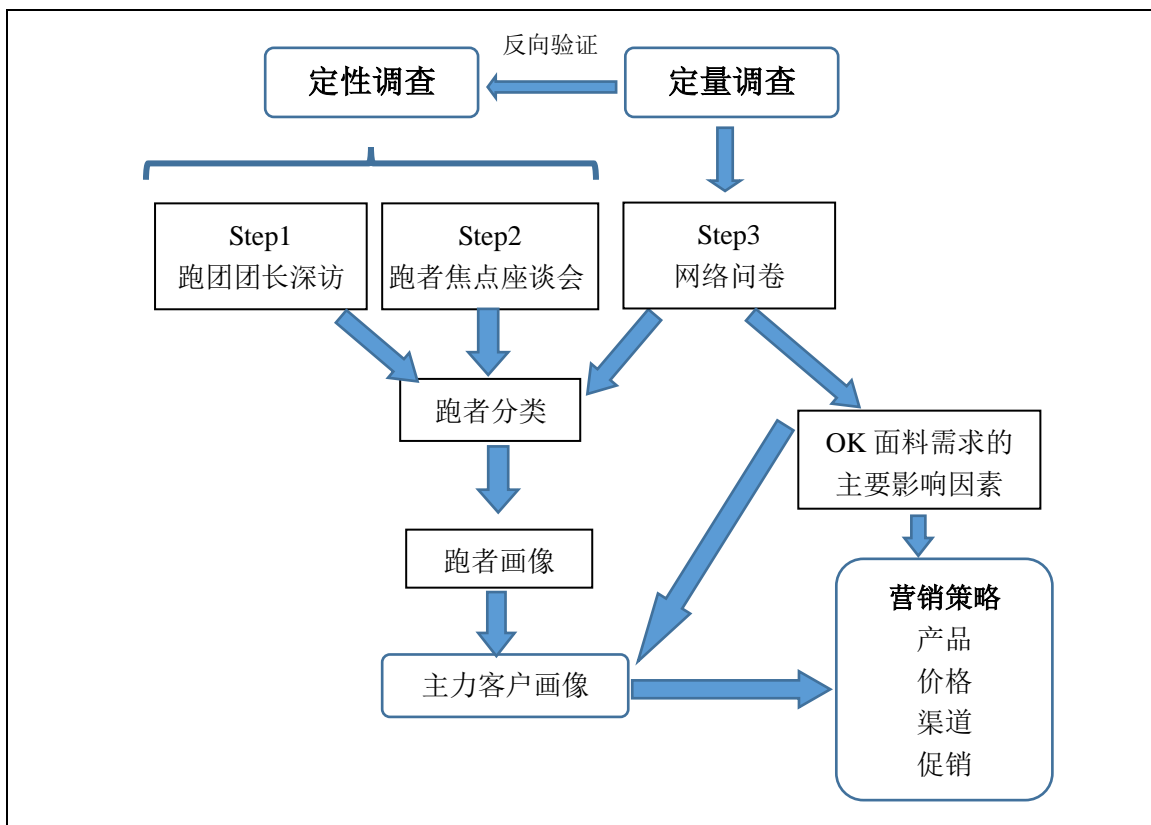 反向验证
定性调查
定量调查
Step1
跑团团长深访
Step2
跑者焦点座谈会
Step3
网络问卷
跑者分类
OK 面料需求的
主要影响因素
跑者画像
主力客户画像
营销策略
产品
价格
渠道
促销